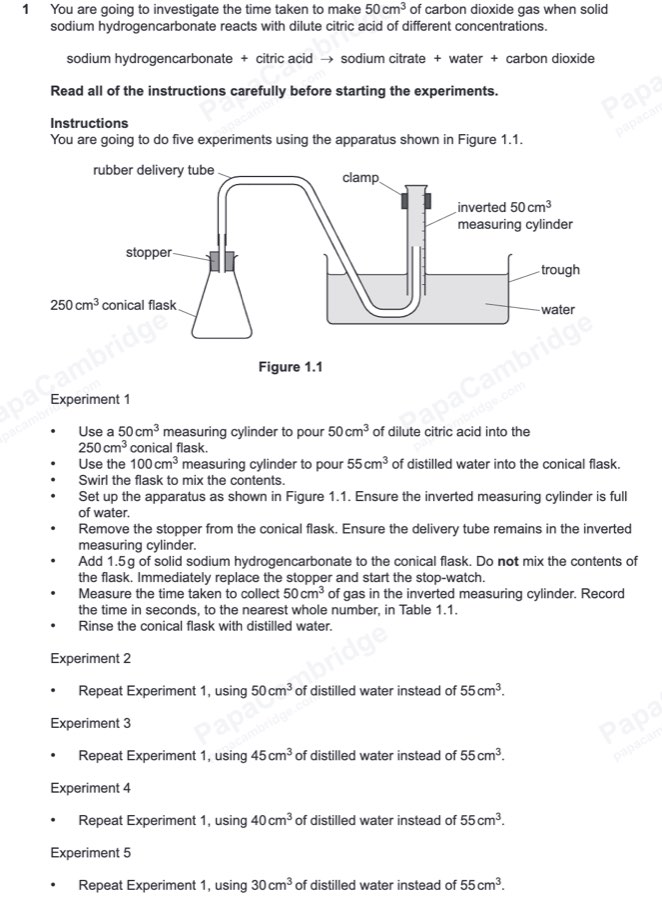 1 You are going to investigate the time taken to make 50 cm³ of carbon dioxide gas when solid
sodium hydrogencarbonate reacts with dilute citric acid of different concentrations.
sodium hydrogencarbonate + citric acid → sodium citrate + water + carbon dioxide
Read all of the instructions carefully before starting the experiments.
Instructions
You are going to do five experiments using the apparatus shown in Figure 1.1.
rubber delivery tube
clamp
inverted 50 cm³
measuring cylinder
stopper
trough
250 cm³ conical flask
water
Figure 1.1
Experiment 1
• Use a 50 cm³ measuring cylinder to pour 50 cm³ of dilute citric acid into the
250 cm³ conical flask.
• Use the 100 cm³ measuring cylinder to pour 55 cm³ of distilled water into the conical flask.
• Swirl the flask to mix the contents.
• Set up the apparatus as shown in Figure 1.1. Ensure the inverted measuring cylinder is full
of water.
• Remove the stopper from the conical flask. Ensure the delivery tube remains in the inverted
measuring cylinder.
• Add 1.5 g of solid sodium hydrogencarbonate to the conical flask. Do not mix the contents of
the flask. Immediately replace the stopper and start the stop-watch.
• Measure the time taken to collect 50 cm³ of gas in the inverted measuring cylinder. Record
the time in seconds, to the nearest whole number, in Table 1.1.
• Rinse the conical flask with distilled water.
Experiment 2
• Repeat Experiment 1, using 50 cm³ of distilled water instead of 55 cm³.
Experiment 3
• Repeat Experiment 1, using 45 cm³ of distilled water instead of 55 cm³.
Experiment 4
• Repeat Experiment 1, using 40 cm³ of distilled water instead of 55 cm³.
Experiment 5
• Repeat Experiment 1, using 30 cm³ of distilled water instead of 55 cm³.